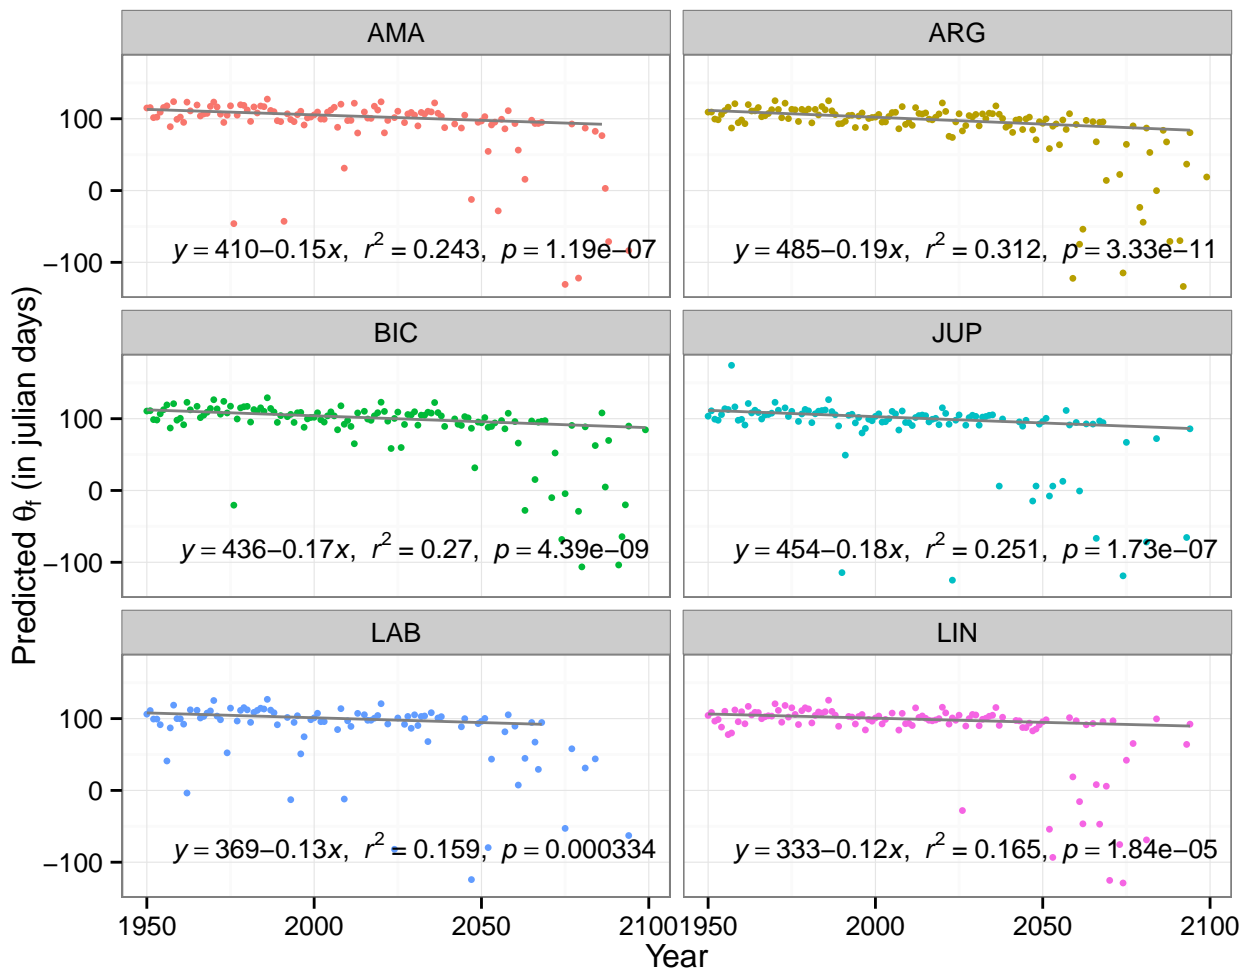 AMA
ARG
100
0
−100
y = 410−0.15x, r² = 0.243, p = 1.19e−07
y = 485−0.19x, r² = 0.312, p = 3.33e−11
BIC
JUP
100
0
−100
y = 436−0.17x, r² = 0.27, p = 4.39e−09
y = 454−0.18x, r² = 0.251, p = 1.73e−07
LAB
LIN
100
0
−100
y = 369−0.13x, r² = 0.159, p = 0.000334
y = 333−0.12x, r² = 0.165, p = 1.84e−05
1950 2000 2050 2100
1950 2000 2050 2100
Year
Predicted θf (in julian days)